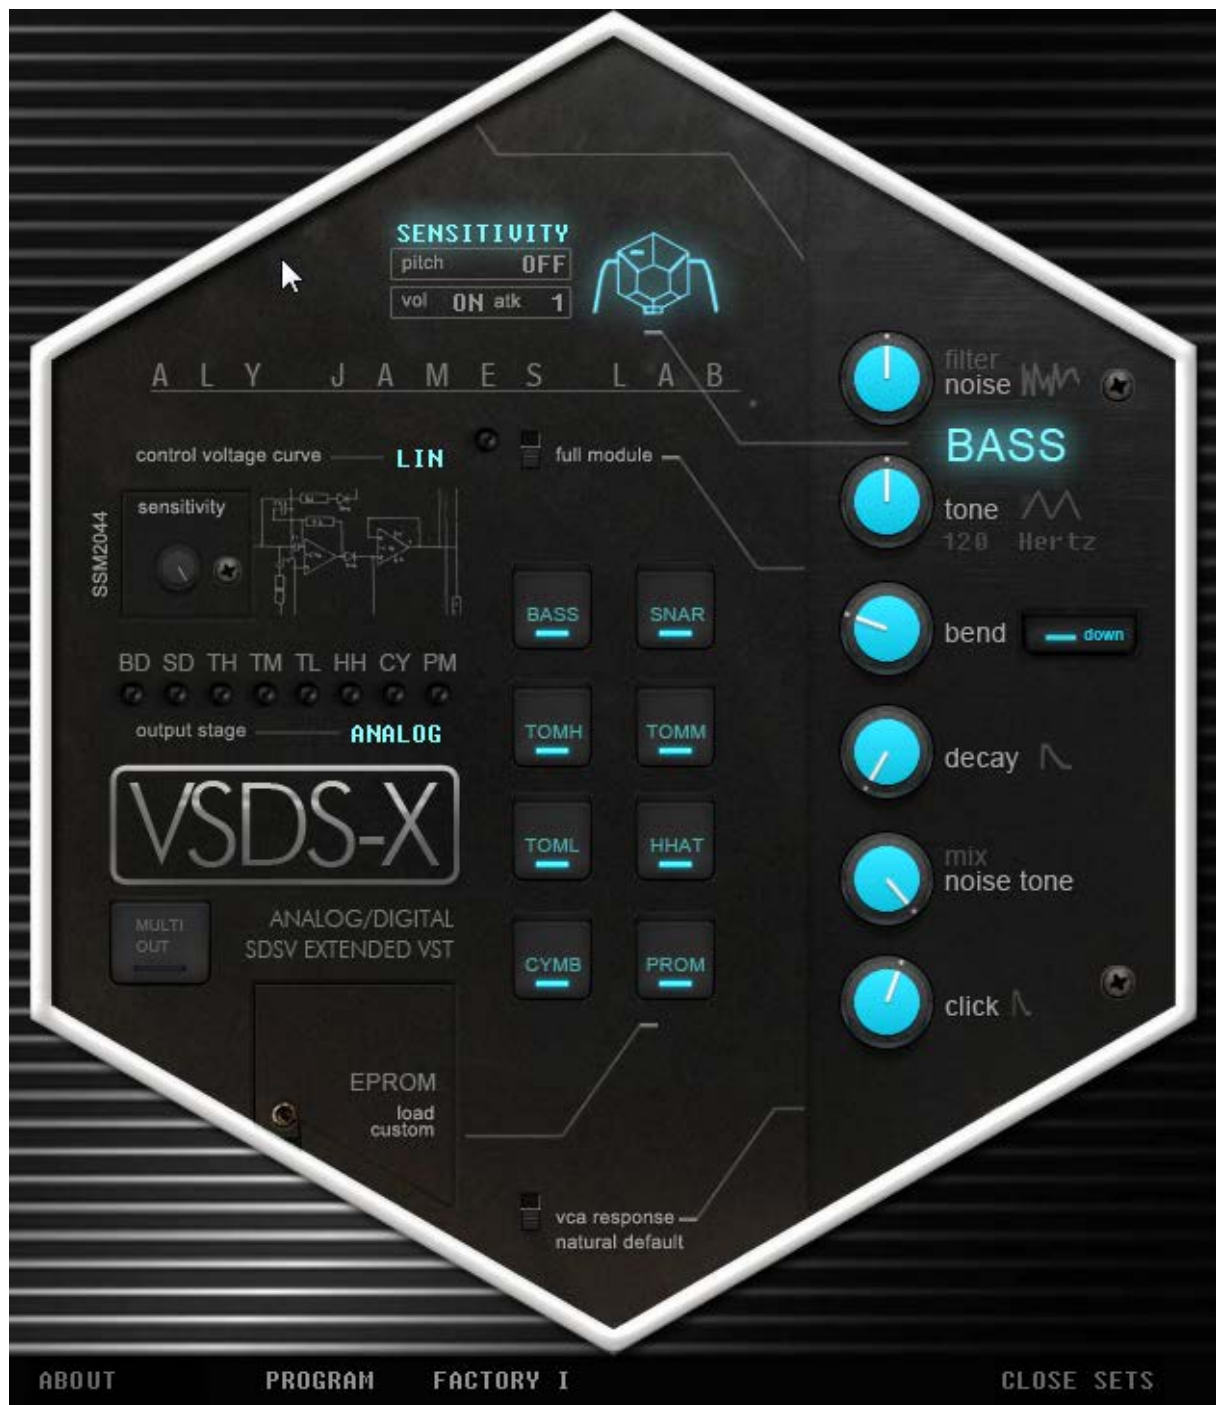 SENSITIVITY
pitch OFF
vol ON atk 1
ALY JAMES LAB
filter
noise
BASS
control voltage curve LIN
full module
SSM2044
sensitivity
tone
120 Hertz
BASS SNAR
bend down
BD SD TH TM TL HH CY PM
output stage ANALOG
TOMH TOMM
decay
VSDS-X
TOML HHAT
mix
noise tone
MULTI
OUT
ANALOG/DIGITAL
SDSV EXTENDED VST
CYMB PROM
click
EPROM
load
custom
vca response
natural default
ABOUT PROGRAM FACTORY I CLOSE SETS